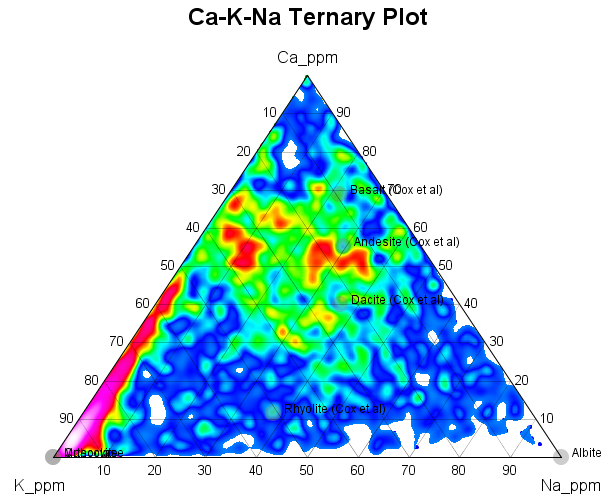 Ca-K-Na Ternary Plot
Ca_ppm
10 90
20 80
30 70
Basalt (Cox et al)
40 60
Andesite (Cox et al)
50 50
60 40
Dacite (Cox et al)
70 30
80 20
Rhyolite (Cox et al)
90 10
Albite
10 20 30 40 50 60 70 80 90
K_ppm Na_ppm